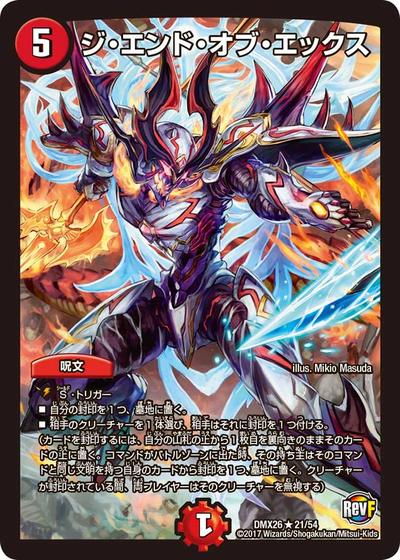 5
ジ・エンド・オブ・エックス
呪文
illus. Mikio Masuda
S・トリガー
■ 自分の封印を1つ、墓地に置く。
■ 相手のクリーチャーを1体選び、相手はそれに封印を1つ付ける。
(カードを封印するには、自分の山札の上から1枚目を裏向きのままそのカー
ドの上に置く。コマンドがバトルゾーンに出た時、その持ち主はそのコマン
ドと同じ文明を持つ自身のカードから封印を1つ墓地に置く。クリーチャー
が封印されている間、両プレイヤーはそのクリーチャーを無視する)
RevF
1
DMX26 ★ 21/54
©2017 Wizards/Shogakukan/Mitsui-Kids